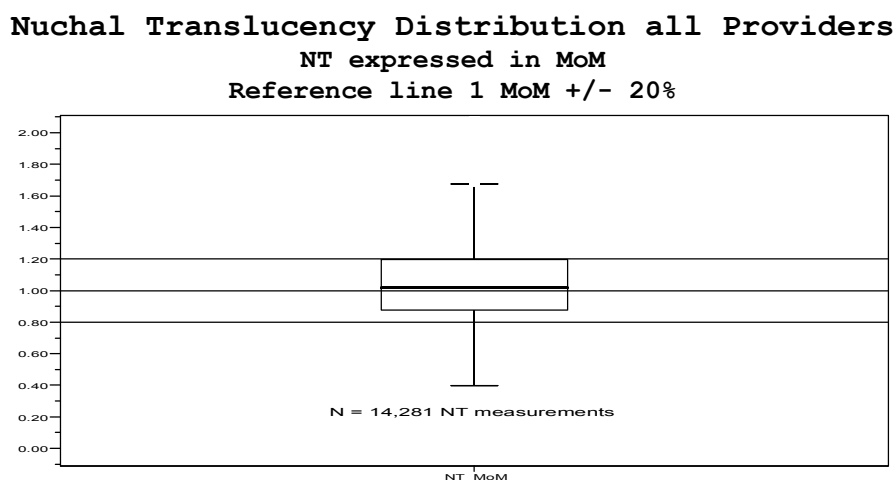 Nuchal Translucency Distribution all Providers
NT expressed in MoM
Reference line 1 MoM +/- 20%
2.00
1.80
1.60
1.40
1.20
1.00
0.80
0.60
0.40
0.20
0.00
N = 14,281 NT measurements
NT_MoM